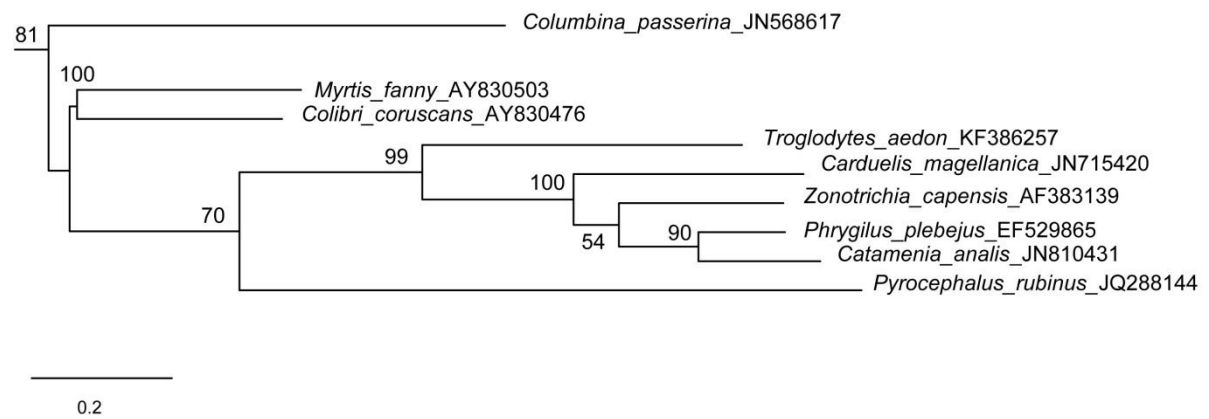 Columbina_passerina_JN568617
81
100
Myrtis_fanny_AY830503
Colibri_coruscans_AY830476
Troglodytes_aedon_KF386257
99
Carduelis_magellanica_JN715420
100
Zonotrichia_capensis_AF383139
70
Phrygilus_plebejus_EF529865
54
90
Catamenia_analis_JN810431
Pyrocephalus_rubinus_JQ288144
0.2